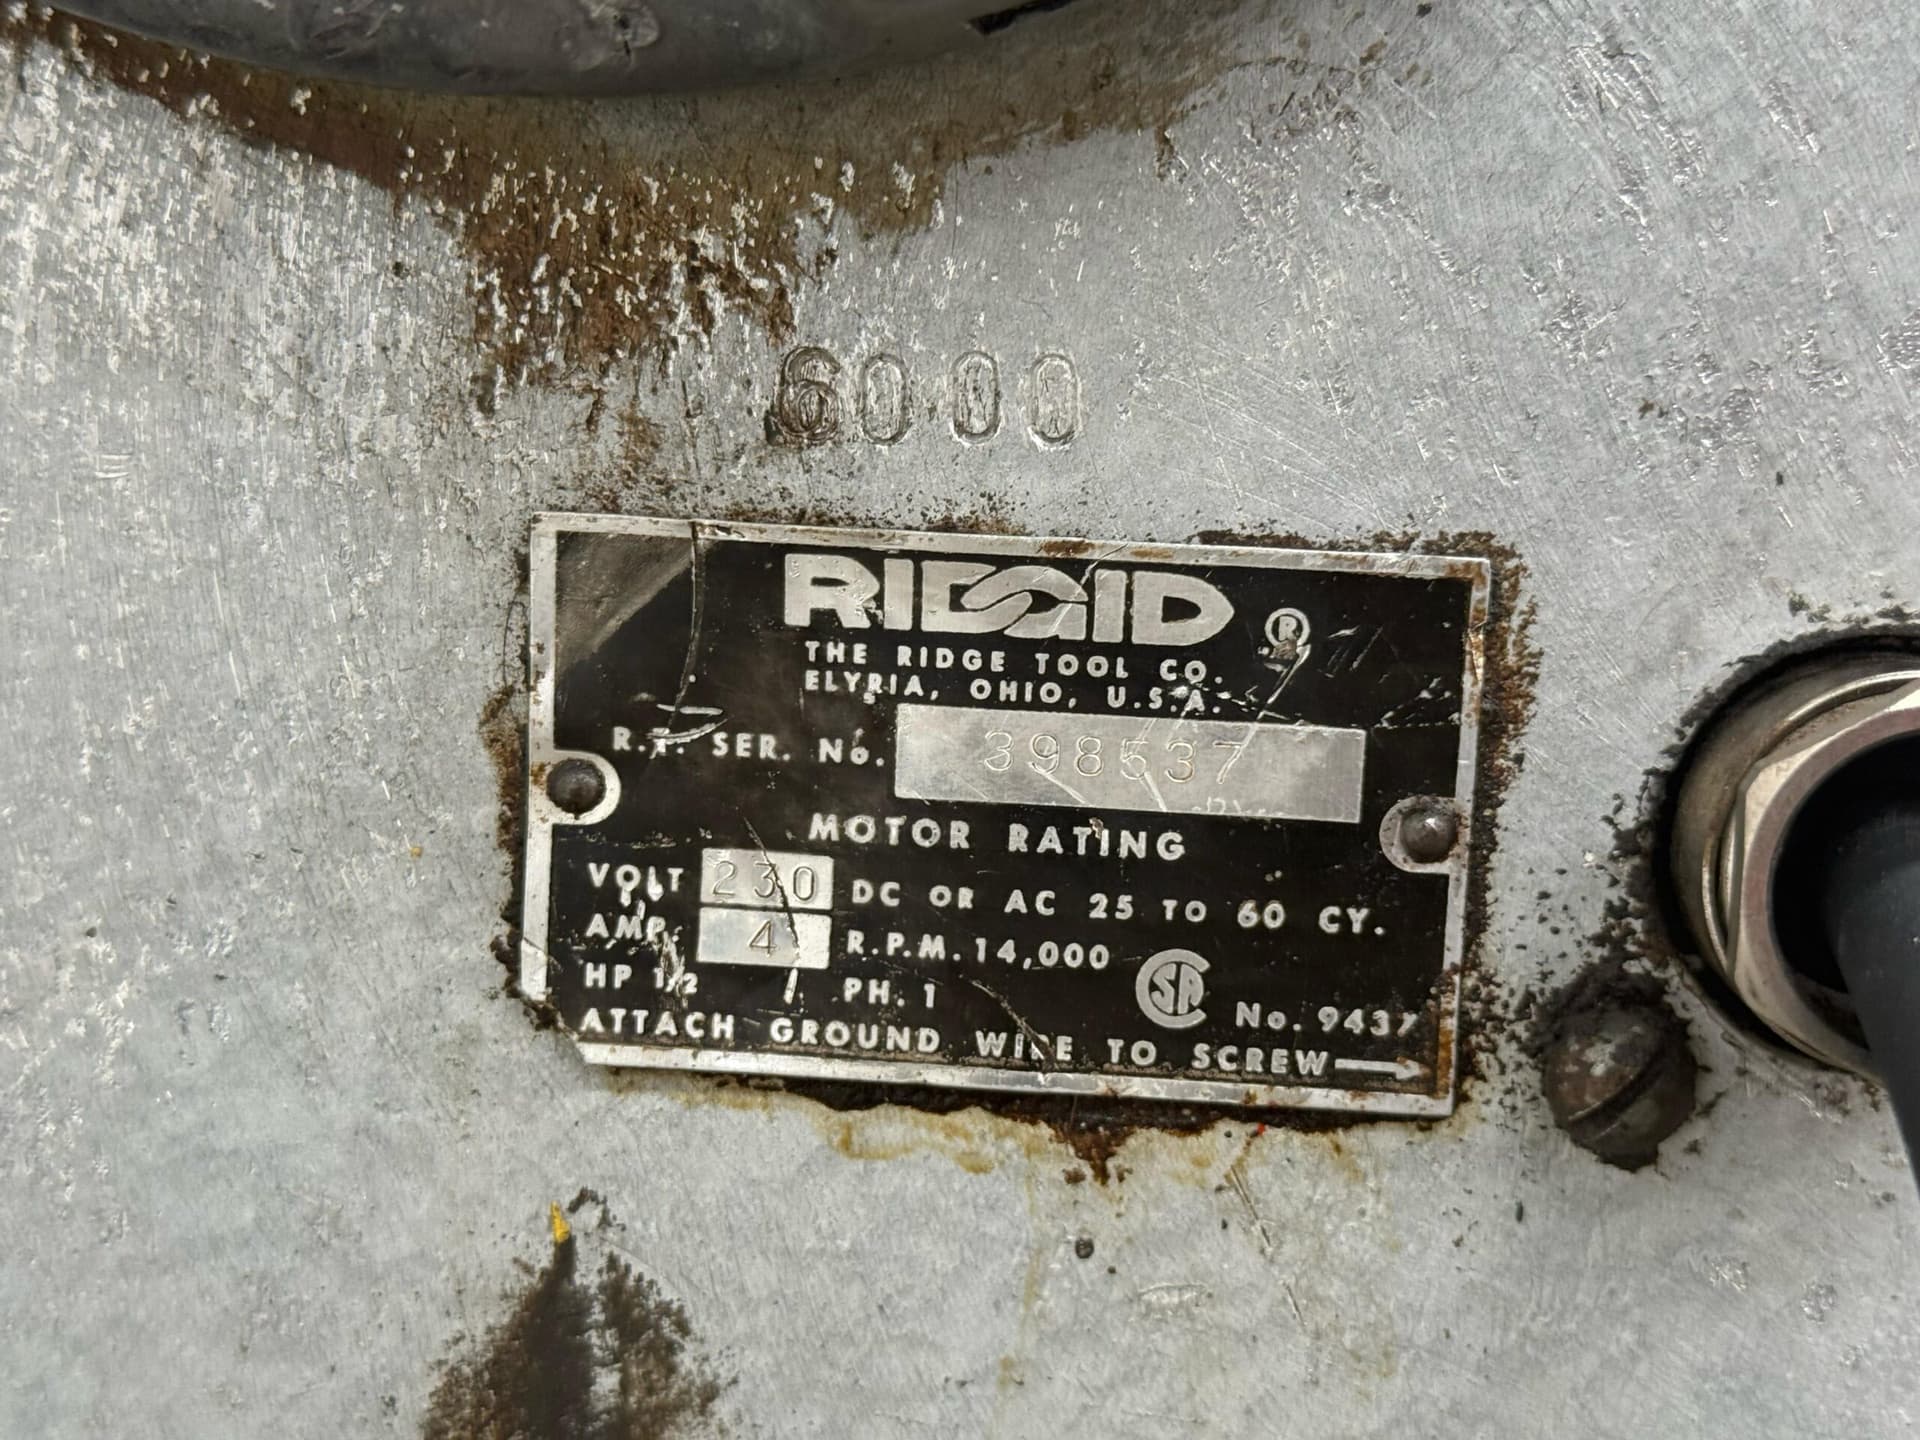 6000
RIDGID ®
THE RIDGE TOOL CO.
ELYRIA, OHIO, U.S.A.
SER. No. 398537
MOTOR RATING
VOLT 230 DC OR AC 25 TO 60 CY.
AMP. 4 R.P.M. 14,000
HP 1/2 PH. 1
SA No. 9437
ATTACH GROUND WIRE TO SCREW